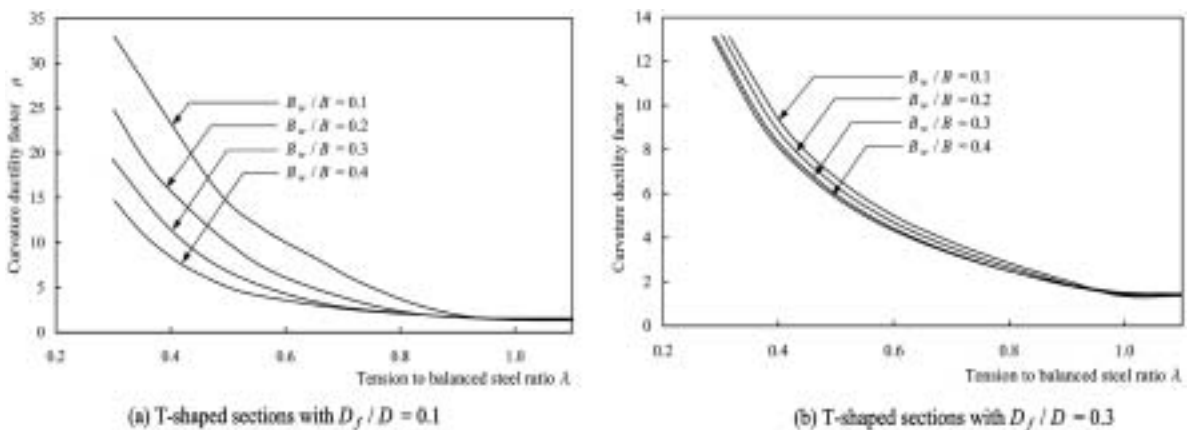 35
30
25
20
15
10
5
0
Curvature ductility factor μ
B_w / B = 0.1
B_w / B = 0.2
B_w / B = 0.3
B_w / B = 0.4
0.2 0.4 0.6 0.8 1.0
Tension to balanced steel ratio λ
(a) T-shaped sections with D_f / D = 0.1
14
12
10
8
6
4
2
0
Curvature ductility factor μ
B_w / B = 0.1
B_w / B = 0.2
B_w / B = 0.3
B_w / B = 0.4
0.2 0.4 0.6 0.8 1.0
Tension to balanced steel ratio λ
(b) T-shaped sections with D_f / D = 0.3